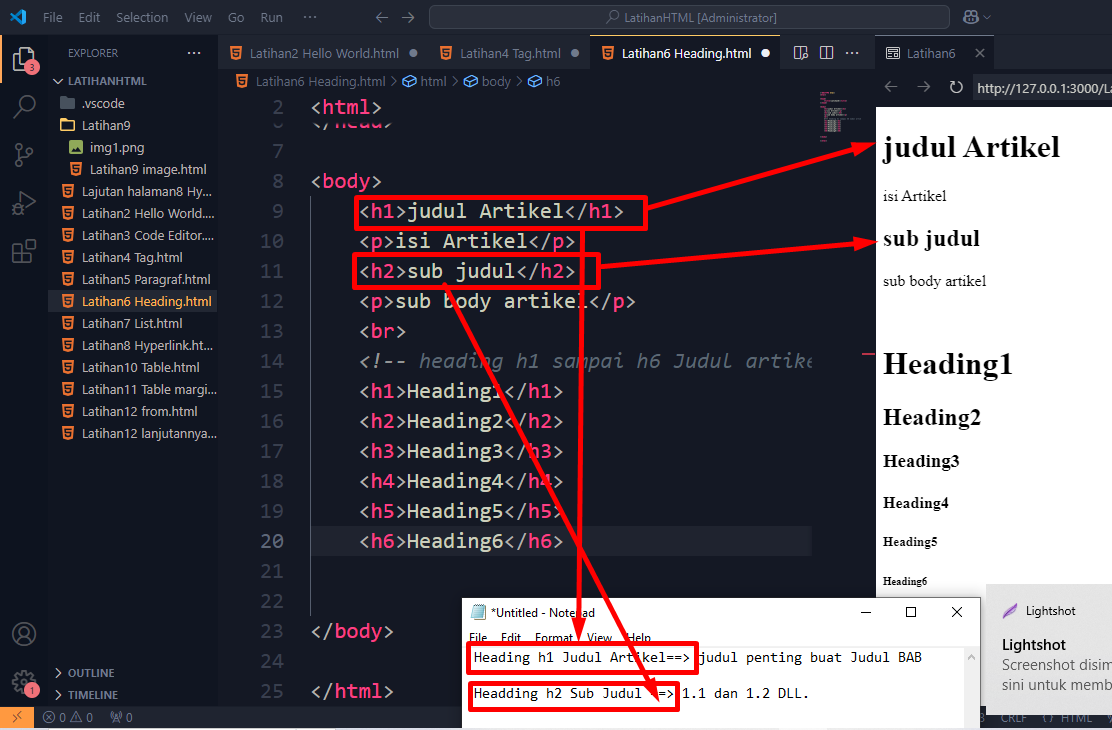 File Edit Selection View Go Run ··· LatihanHTML [Administrator]
EXPLORER ···
LATIHANHTML
.vscode
Latihan9
img1.png
Latihan9 image.html
Lajutan halaman8 Hy...
Latihan2 Hello World....
Latihan3 Code Editor....
Latihan4 Tag.html
Latihan5 Paragraf.html
Latihan6 Heading.html
Latihan7 List.html
Latihan8 Hyperlink.ht...
Latihan10 Table.html
Latihan11 Table margi...
Latihan12 from.html
Latihan12 lanjutannya...
OUTLINE
TIMELINE
3
1
Latihan2 Hello World.html Latihan4 Tag.html Latihan6 Heading.html ···
Latihan6 Heading.html > html > body > h6
2 <html>
</head>
7
8 <body>
9 <h1>judul Artikel</h1>
10 <p>isi Artikel</p>
11 <h2>sub judul</h2>
12 <p>sub body artikel</p>
13 <br>
14 <!-- heading h1 sampai h6 Judul artike
15 <h1>Heading1</h1>
16 <h2>Heading2</h2>
17 <h3>Heading3</h3>
18 <h4>Heading4</h4>
19 <h5>Heading5</h5>
20 <h6>Heading6</h6>
21
22
23 </body>
24
25 </html>
Latihan6
http://127.0.0.1:3000/La
judul Artikel
isi Artikel
sub judul
sub body artikel
Heading1
Heading2
Heading3
Heading4
Heading5
Heading6
*Untitled - Notepad
File Edit Format View Help
Heading h1 Judul Artikel==> judul penting buat Judul BAB
Headding h2 Sub Judul ==> 1.1 dan 1.2 DLL.
Lightshot
Lightshot
Screenshot disim
sini untuk memb
0 0 0
CRLF {} HTML